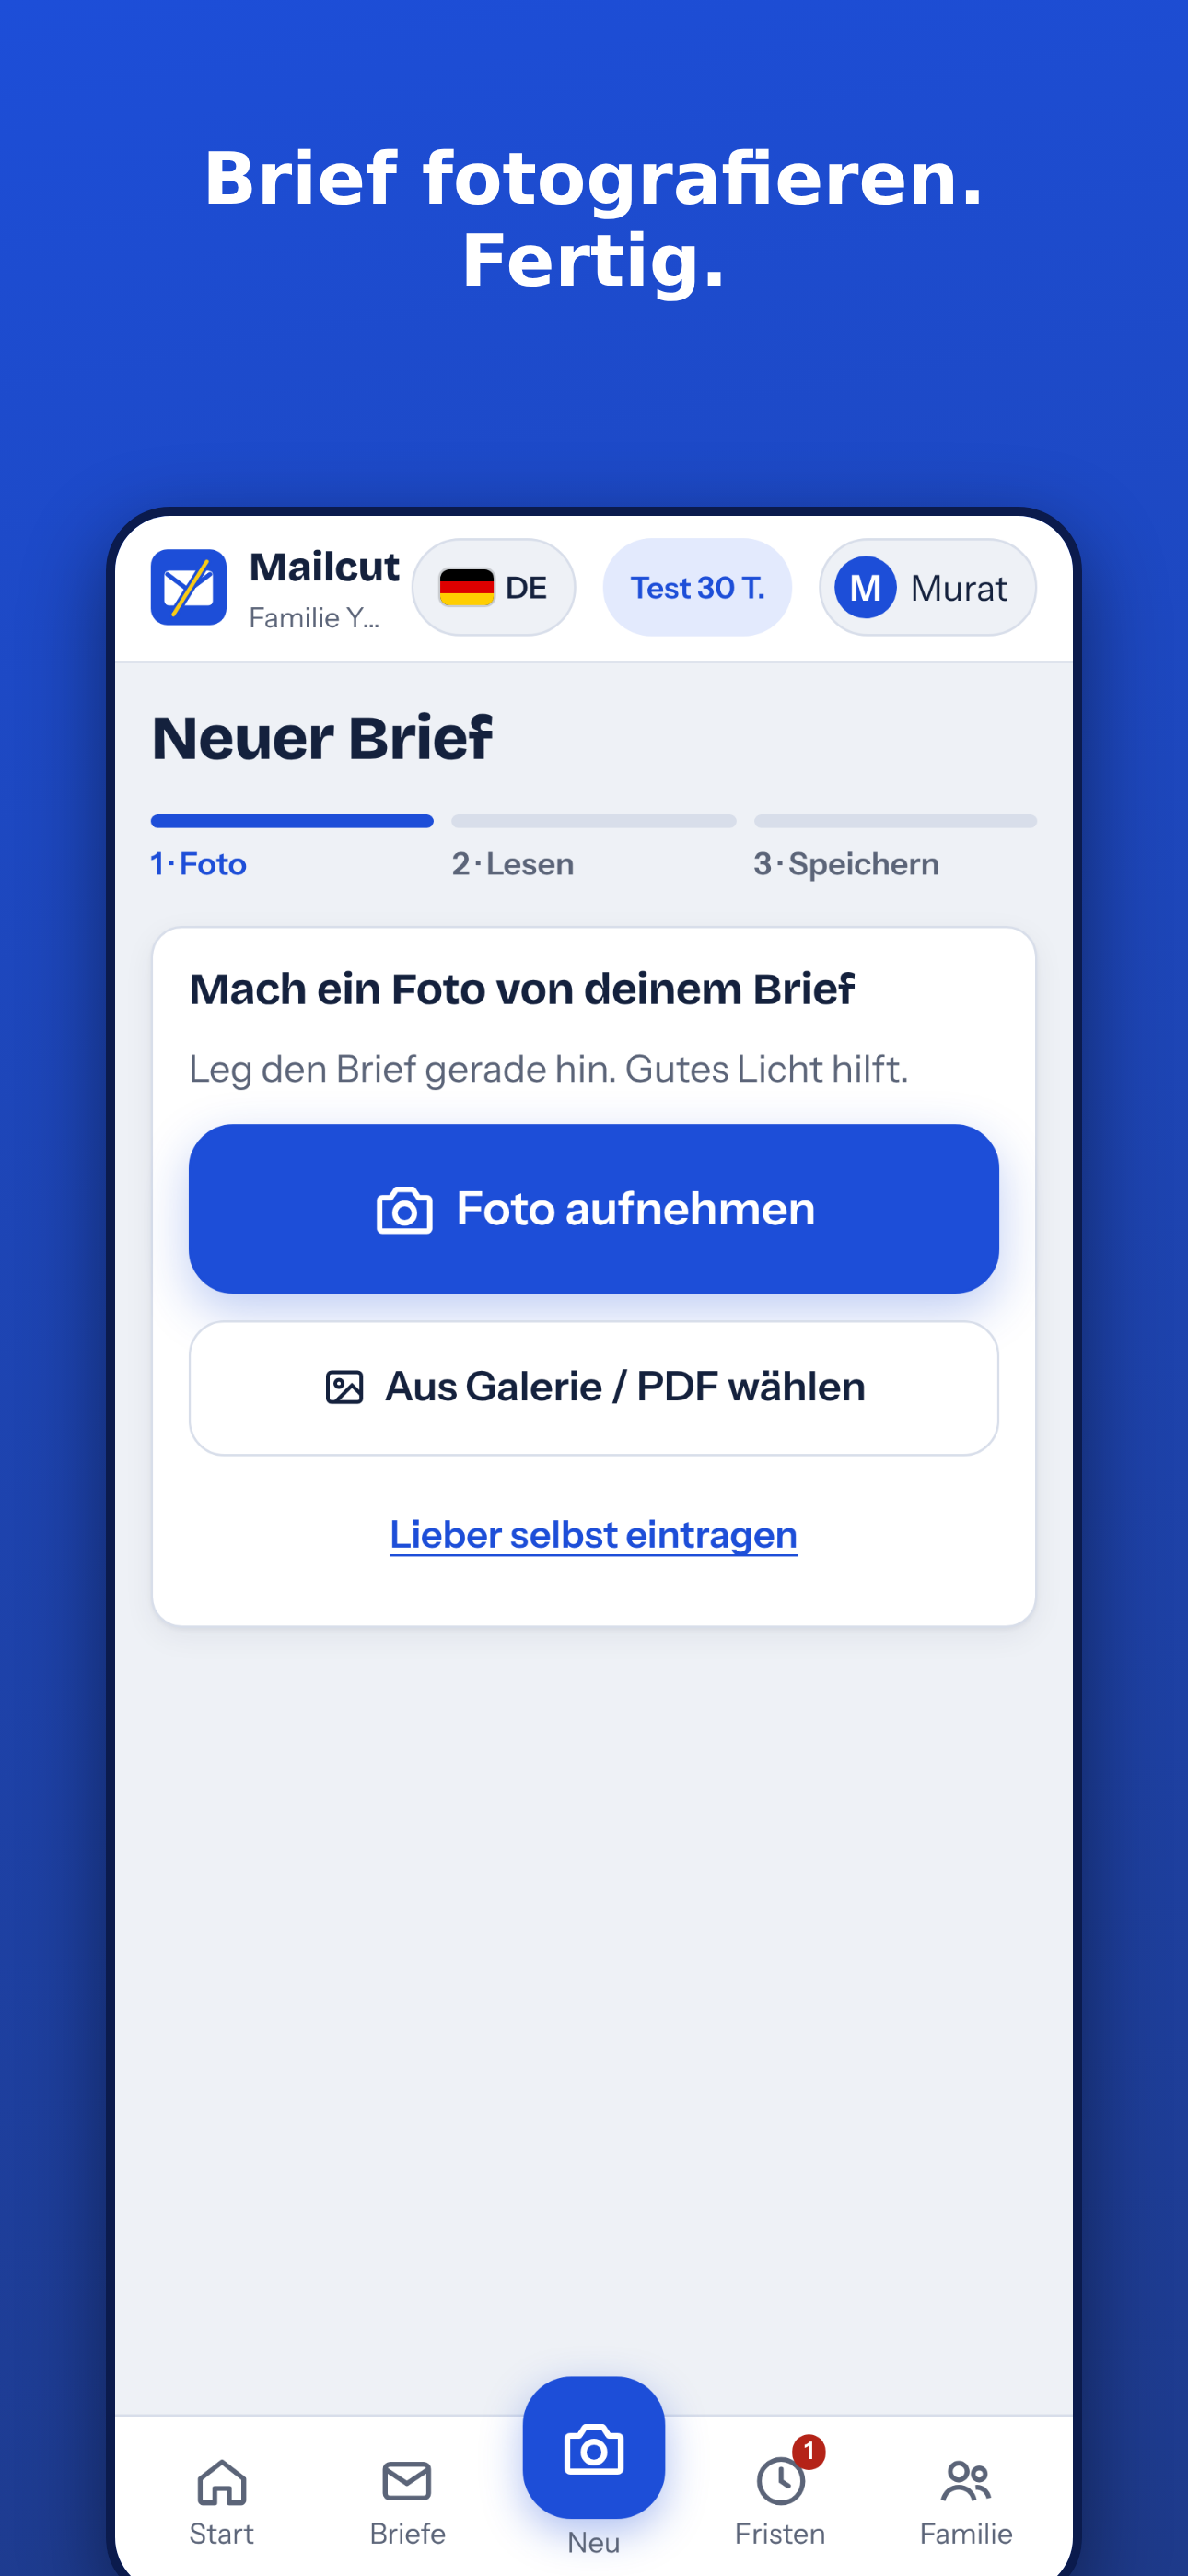 Brief fotografieren.
Fertig.
Mailcut
Familie Y...
DE
Test 30 T.
M
Murat
Neuer Brief
1 · Foto
2 · Lesen
3 · Speichern
Mach ein Foto von deinem Brief
Leg den Brief gerade hin. Gutes Licht hilft.
Foto aufnehmen
Aus Galerie / PDF wählen
Lieber selbst eintragen
1
Start
Briefe
Neu
Fristen
Familie